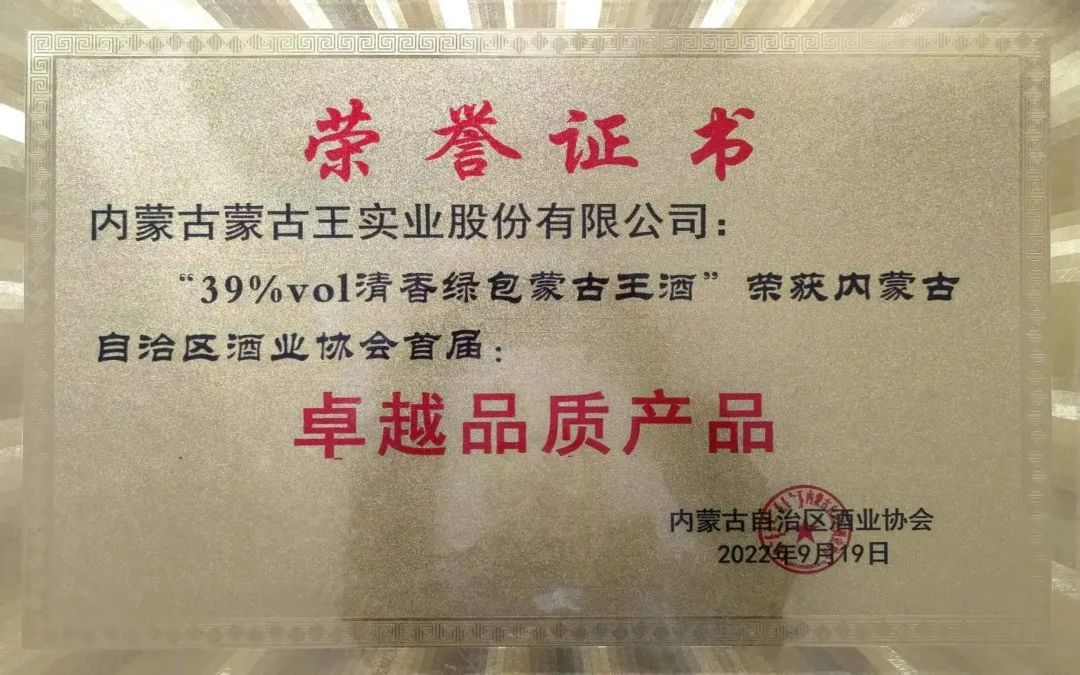 荣誉证书
内蒙古蒙古王实业股份有限公司：
“39%vol清香绿包蒙古王酒”荣获内蒙古
自治区酒业协会首届：
卓越品质产品
内蒙古自治区酒业协会
2022年9月19日